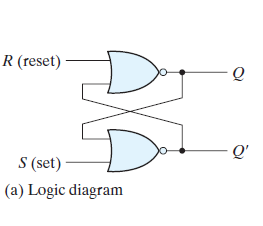 R (reset)
Q
Q'
S (set)
(a) Logic diagram